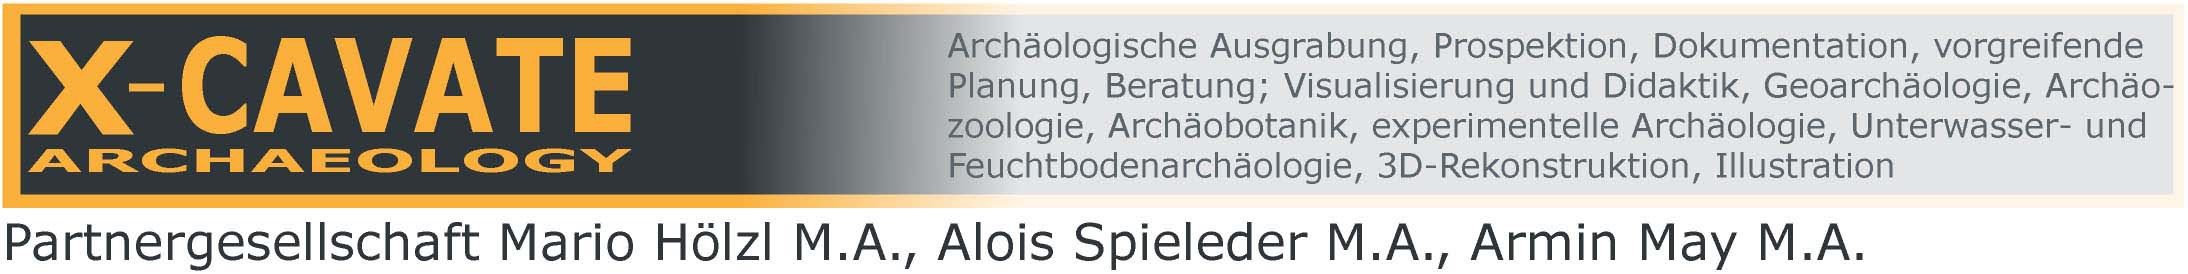 X-CAVATE
ARCHAEOLOGY
Archäologische Ausgrabung, Prospektion, Dokumentation, vorgreifende
Planung, Beratung; Visualisierung und Didaktik, Geoarchäologie, Archäo-
zoologie, Archäobotanik, experimentelle Archäologie, Unterwasser- und
Feuchtbodenarchäologie, 3D-Rekonstruktion, Illustration
Partnergesellschaft Mario Hölzl M.A., Alois Spieleder M.A., Armin May M.A.